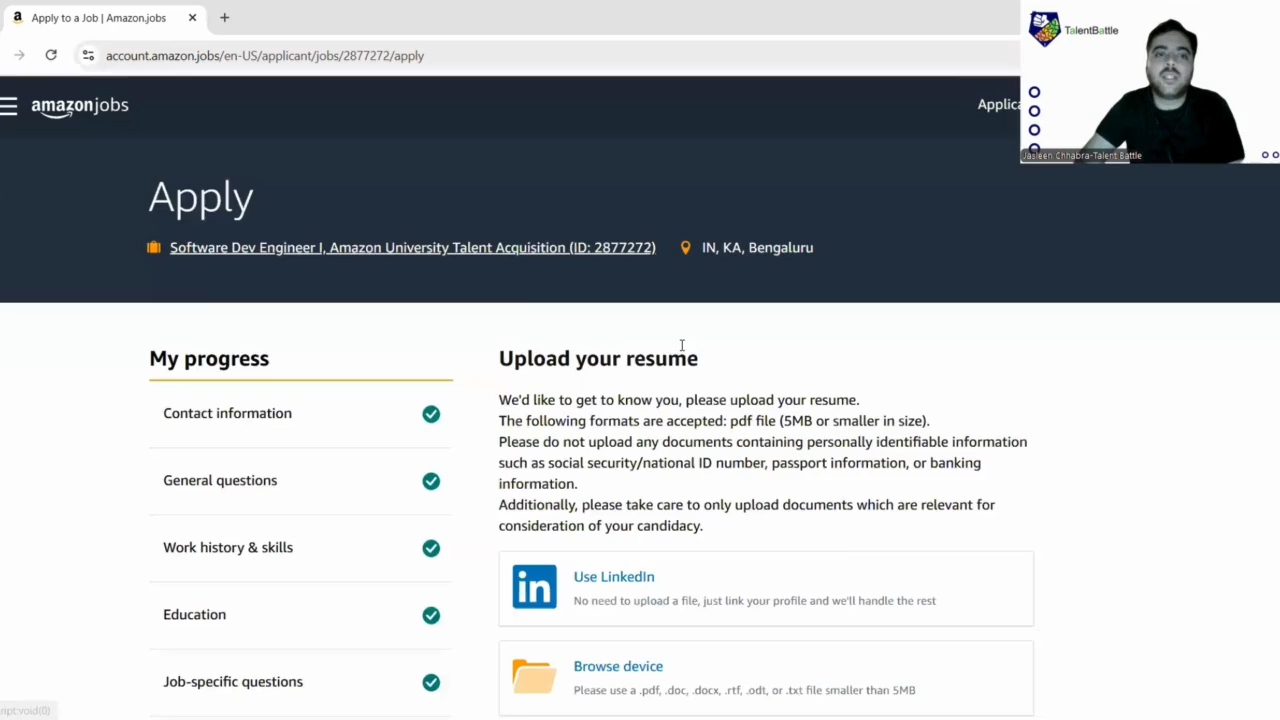 Apply to a Job | Amazon.jobs
account.amazon.jobs/en-US/applicant/jobs/2877272/apply
TalentBattle
Jasleen Chhabra-Talent Battle
amazon jobs
Applica
Apply
Software Dev Engineer I, Amazon University Talent Acquisition (ID: 2877272)
IN, KA, Bengaluru
My progress
Contact information
General questions
Work history & skills
Education
Job-specific questions
Upload your resume
We'd like to get to know you, please upload your resume.
The following formats are accepted: pdf file (5MB or smaller in size).
Please do not upload any documents containing personally identifiable information
such as social security/national ID number, passport information, or banking
information.
Additionally, please take care to only upload documents which are relevant for
consideration of your candidacy.
in
Use LinkedIn
No need to upload a file, just link your profile and we'll handle the rest
Browse device
Please use a .pdf, .doc, .docx, .rtf, .odt, or .txt file smaller than 5MB
ript:void(0)